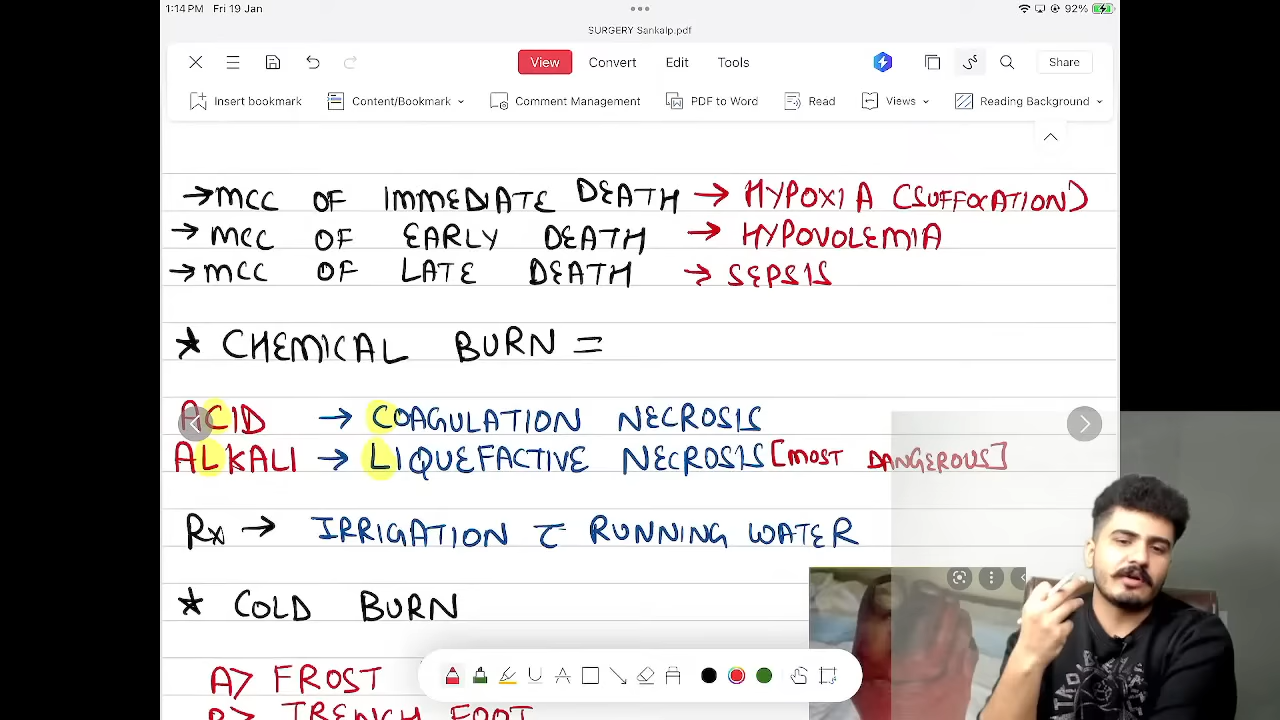 1:14 PM Fri 19 Jan
92%
SURGERY Sankalp.pdf
View Convert Edit Tools Share
Insert bookmark Content/Bookmark Comment Management PDF to Word Read Views Reading Background
→ MCC OF IMMEDIATE DEATH → HYPOXIA (SUFFOCATION)
→ MCC OF EARLY DEATH → HYPOVOLEMIA
→ MCC OF LATE DEATH → SEPSIS
* CHEMICAL BURN =
ACID → COAGULATION NECROSIS
ALKALI → LIQUEFACTIVE NECROSIS [MOST DANGEROUS]
Rx → IRRIGATION c̄ RUNNING WATER
* COLD BURN
A> FROST
B> TRENCH FOOT